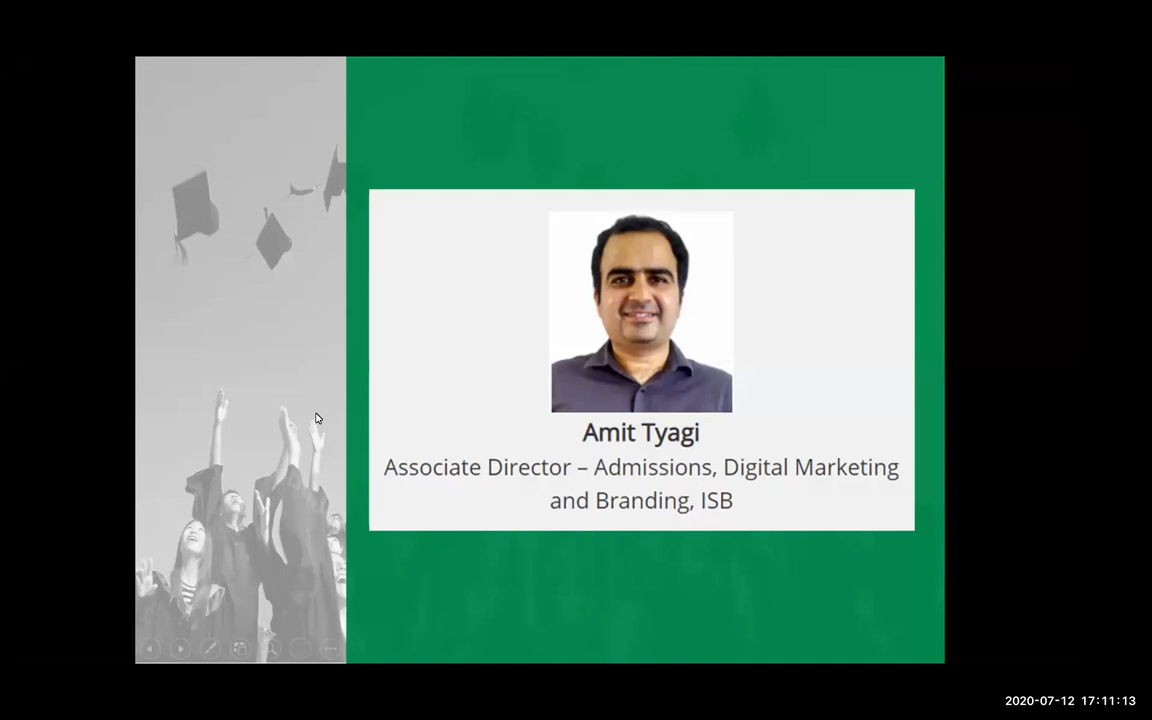 Amit Tyagi
Associate Director – Admissions, Digital Marketing
and Branding, ISB
2020-07-12 17:11:13